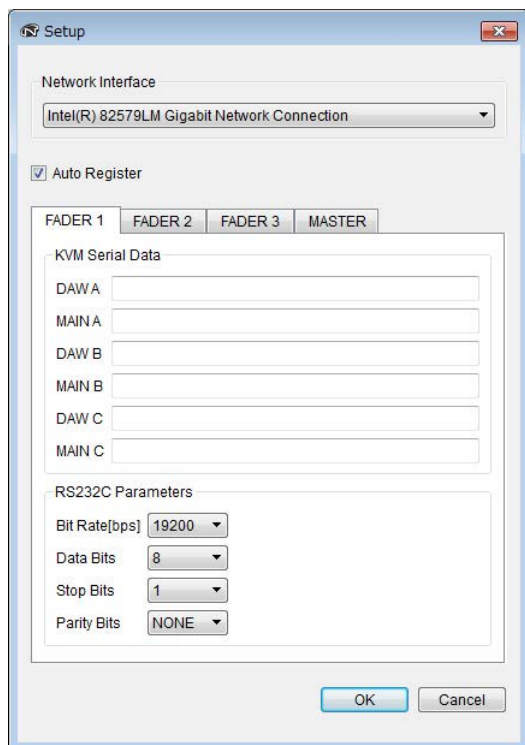 Setup
Network Interface
Intel(R) 82579LM Gigabit Network Connection
Auto Register
FADER 1 FADER 2 FADER 3 MASTER
KVM Serial Data
DAW A
MAIN A
DAW B
MAIN B
DAW C
MAIN C
RS232C Parameters
Bit Rate[bps] 19200
Data Bits 8
Stop Bits 1
Parity Bits NONE
OK Cancel